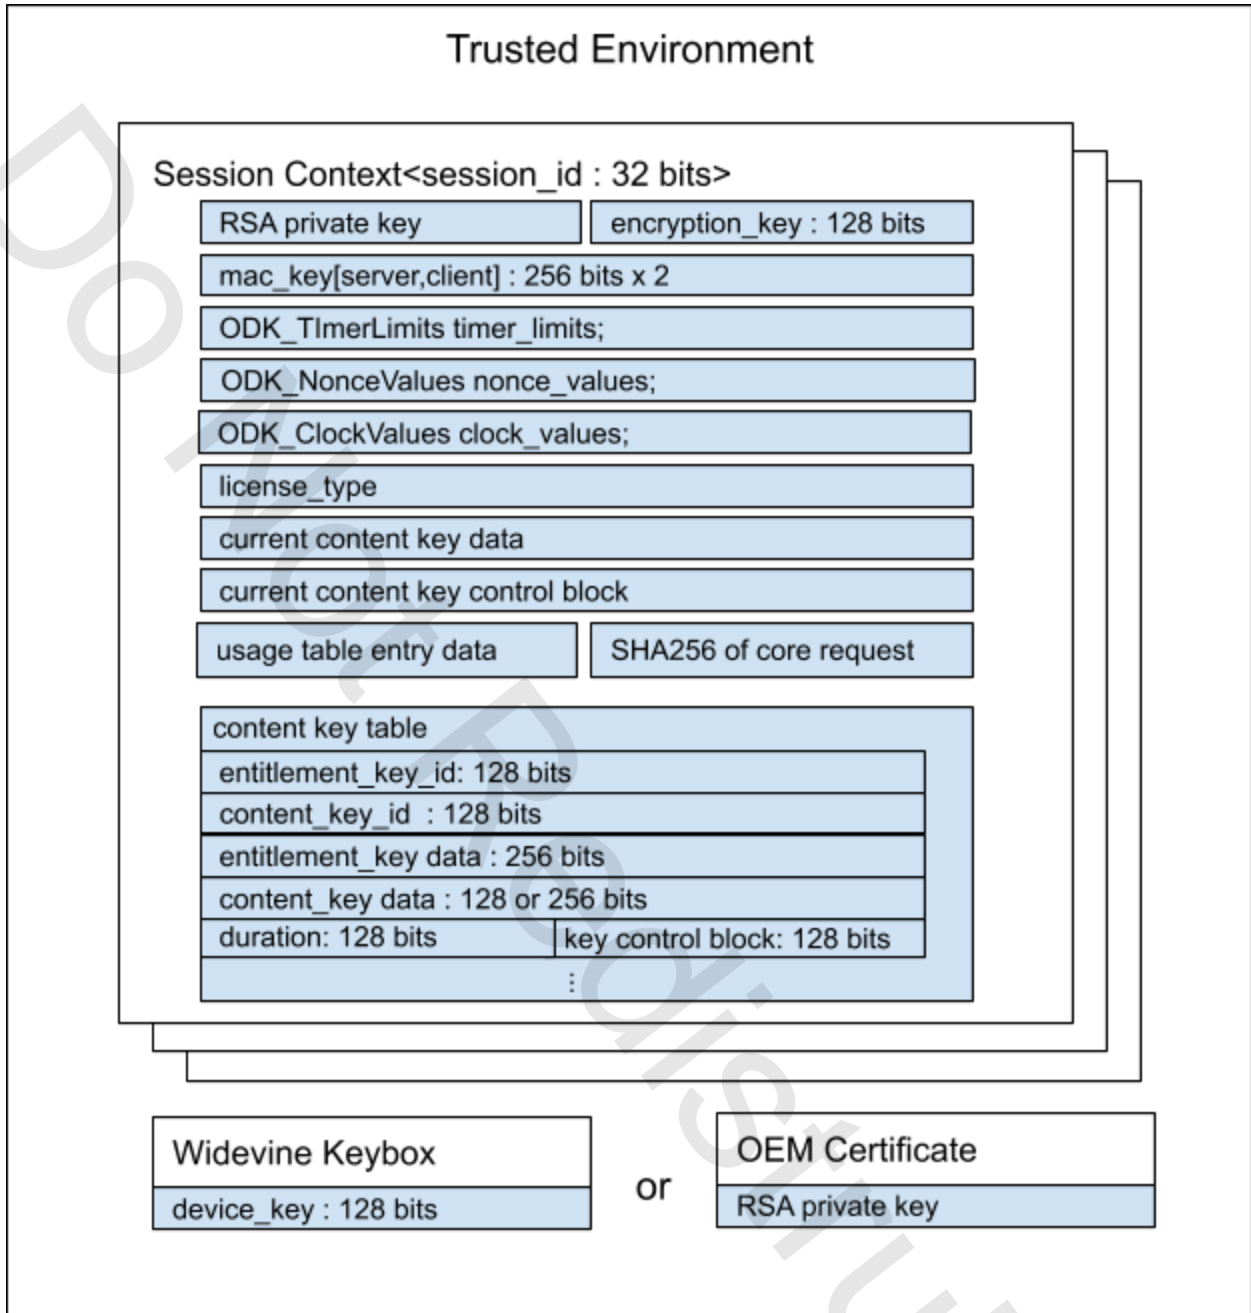 Trusted Environment
Session Context<session_id : 32 bits>
RSA private key
encryption_key : 128 bits
mac_key[server,client] : 256 bits x 2
ODK_TImerLimits timer_limits;
ODK_NonceValues nonce_values;
ODK_ClockValues clock_values;
license_type
current content key data
current content key control block
usage table entry data
SHA256 of core request
content key table
entitlement_key_id: 128 bits
content_key_id : 128 bits
entitlement_key data : 256 bits
content_key data : 128 or 256 bits
duration: 128 bits
key control block: 128 bits
...
Widevine Keybox
device_key : 128 bits
or
OEM Certificate
RSA private key
Do Not Redistribu